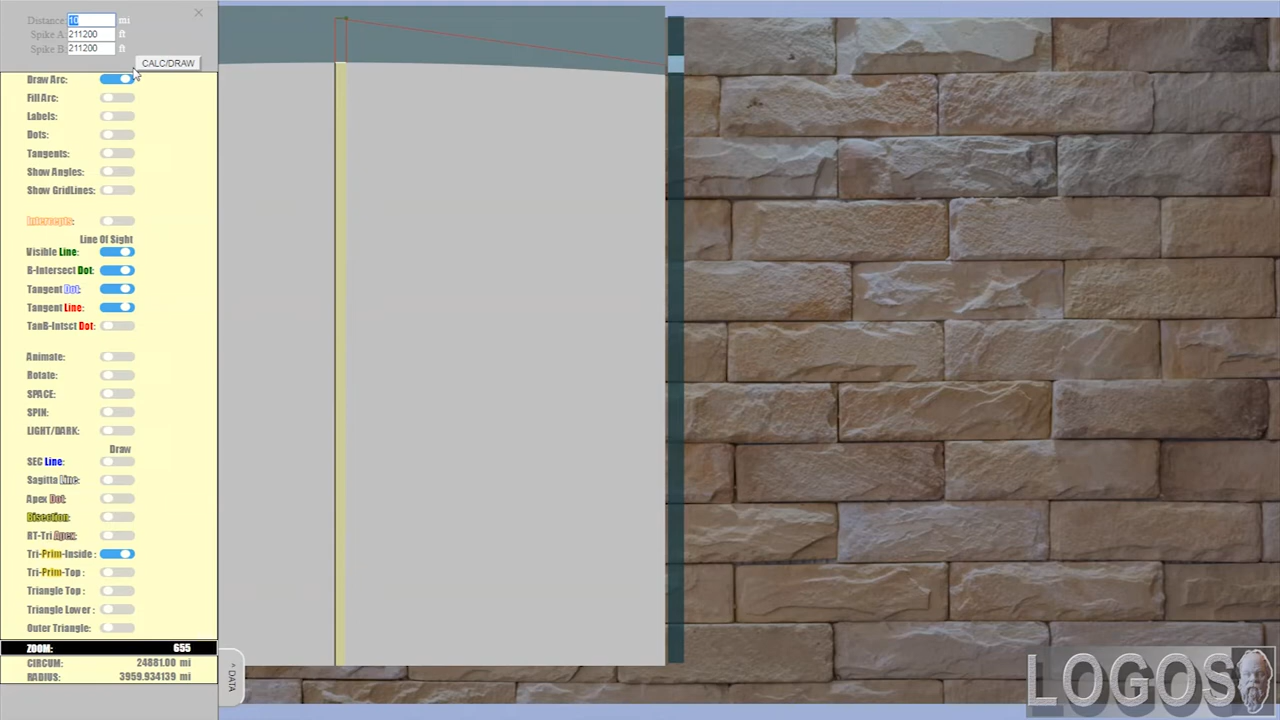 Distance: 10 mi
Spike A: 211200 ft
Spike B: 211200 ft
CALC/DRAW
Draw Arc:
Fill Arc:
Labels:
Dots:
Tangents:
Show Angles:
Show GridLines:
Intercepts:
Line Of Sight
Visible Line:
B-Intersect Dot:
Tangent Dot:
Tangent Line:
TanB-Intsct Dot:
Animate:
Rotate:
SPACE:
SPIN:
LIGHT/DARK:
Draw
SEC Line:
Sagitta Line:
Apex Dot:
Bisection:
RT-Tri Apex:
Tri-Prim-Inside :
Tri-Prim-Top :
Triangle Top :
Triangle Lower :
Outer Triangle:
ZOOM: 655
CIRCUM: 24881.00 mi
RADIUS: 3959.934139 mi
^ DATA
LOGOS